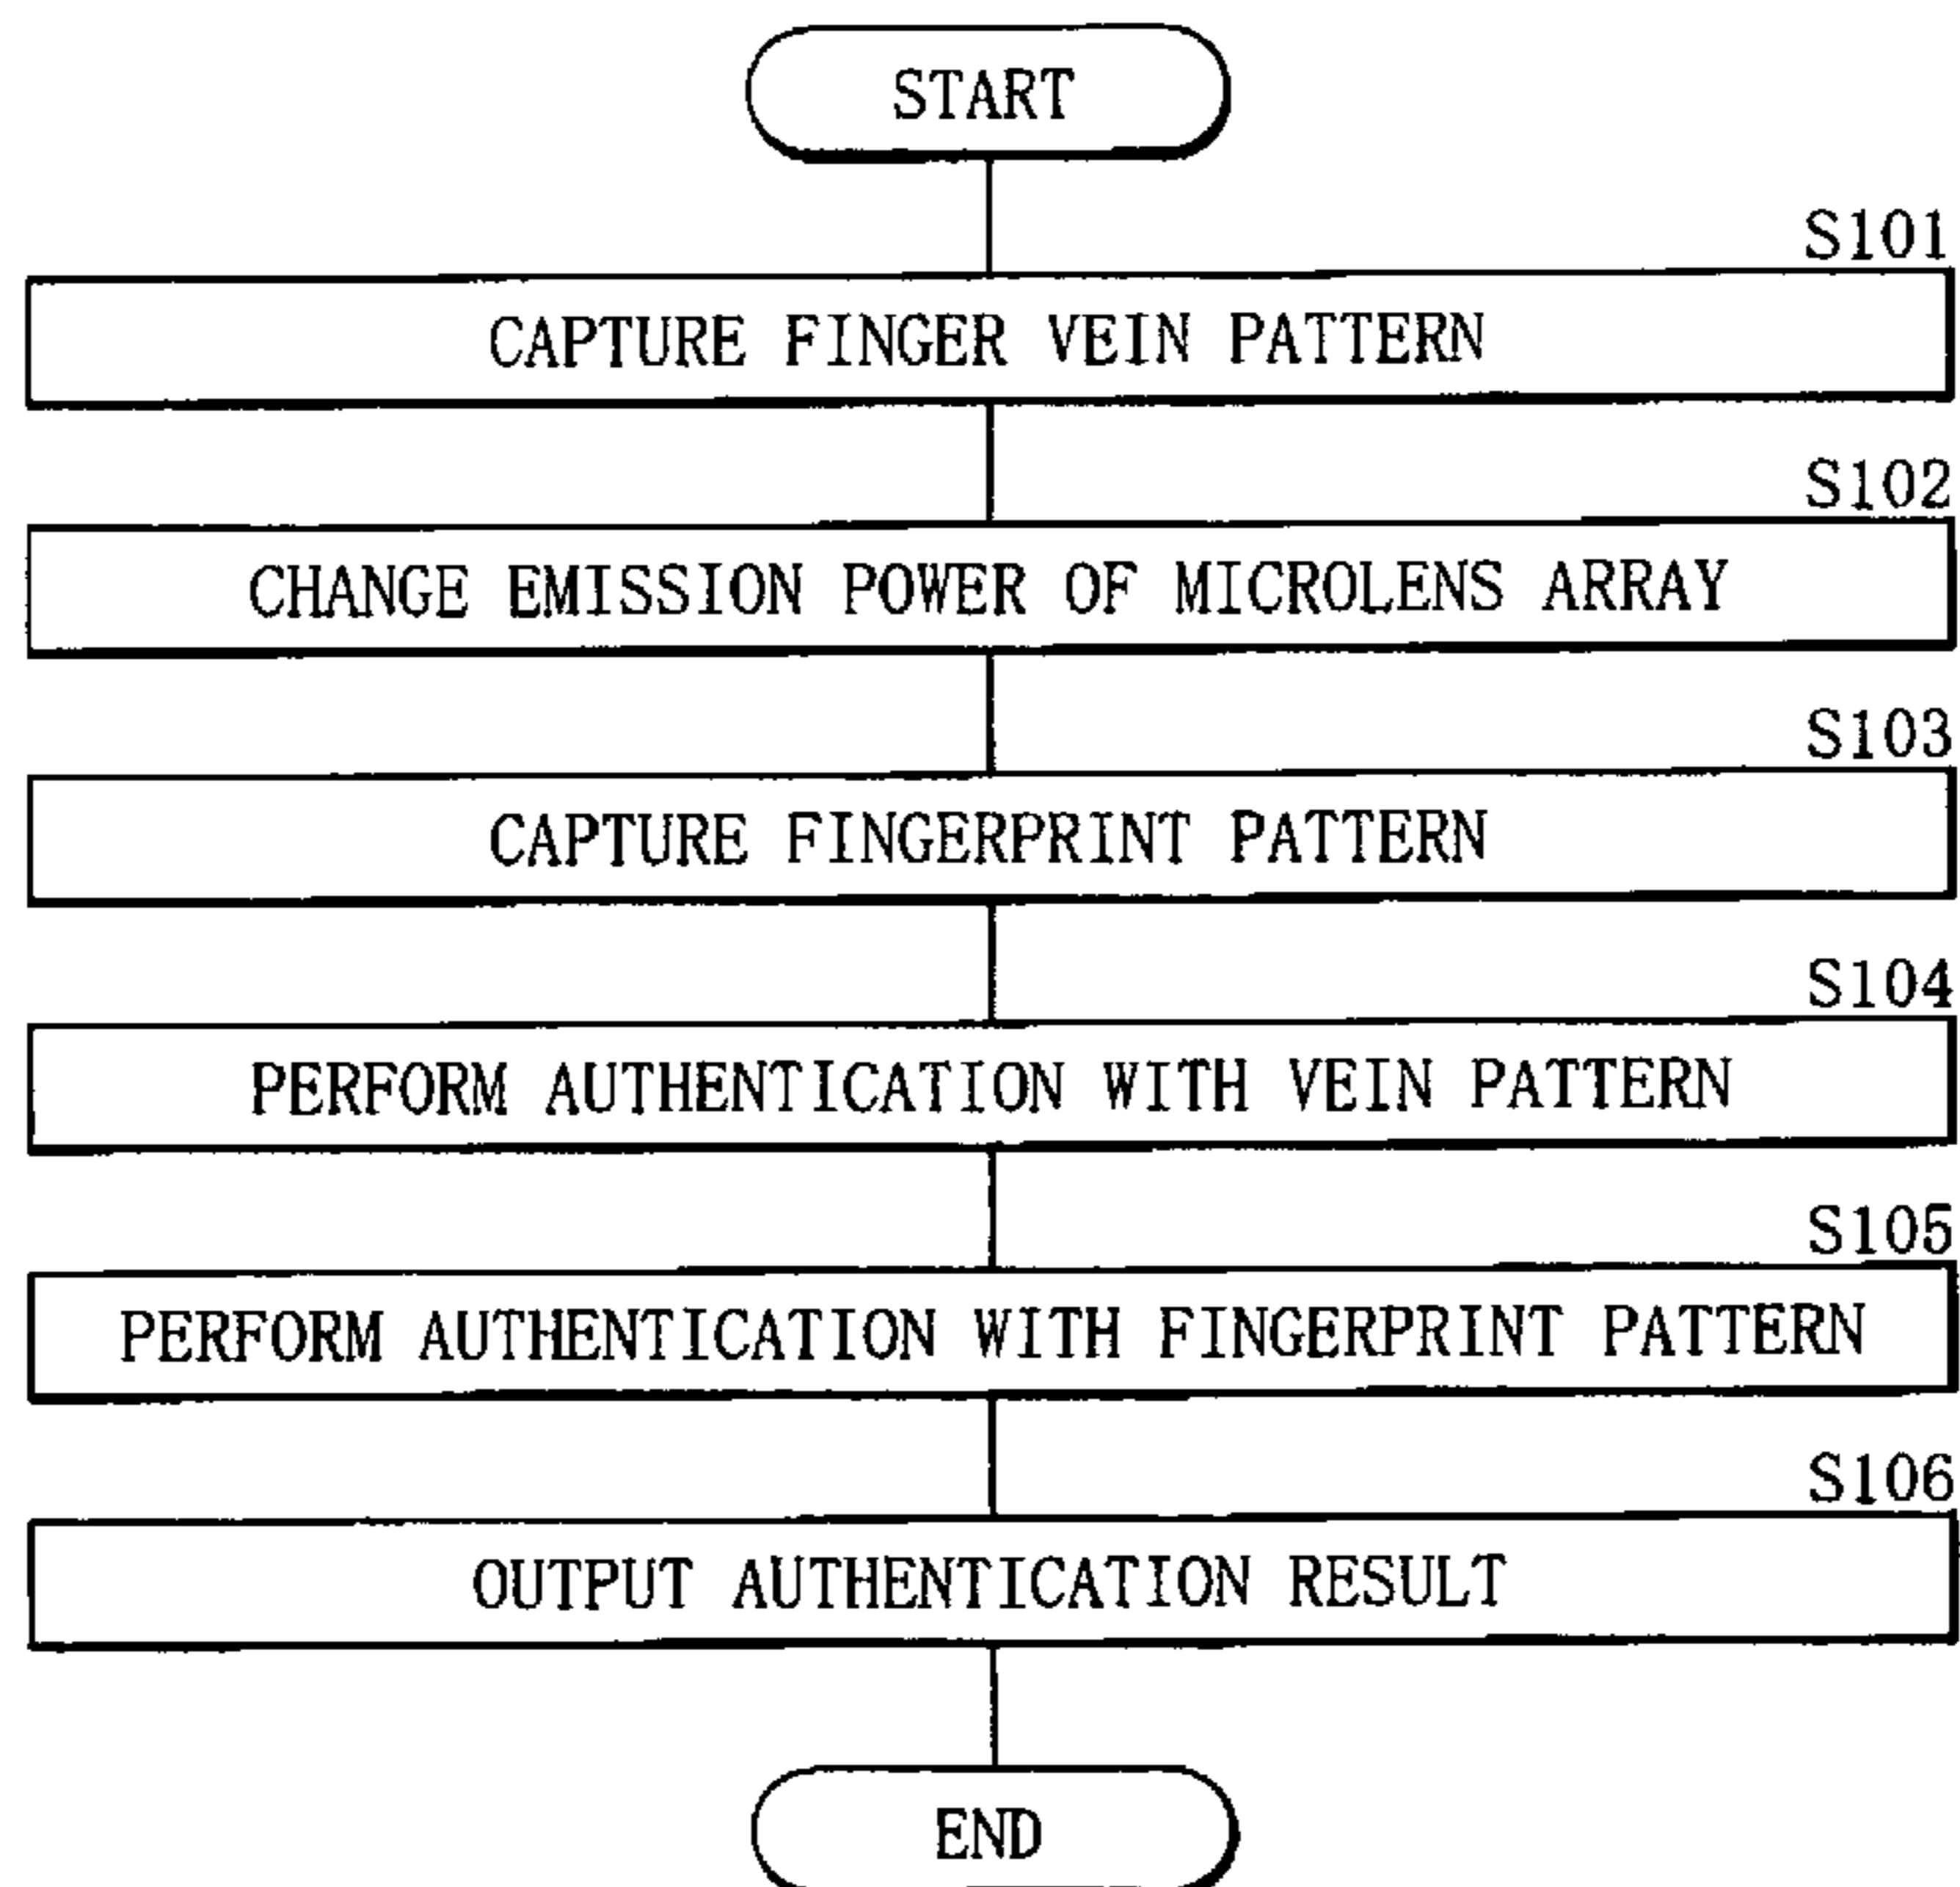 START
S101
CAPTURE FINGER VEIN PATTERN
S102
CHANGE EMISSION POWER OF MICROLENS ARRAY
S103
CAPTURE FINGERPRINT PATTERN
S104
PERFORM AUTHENTICATION WITH VEIN PATTERN
S105
PERFORM AUTHENTICATION WITH FINGERPRINT PATTERN
S106
OUTPUT AUTHENTICATION RESULT
END